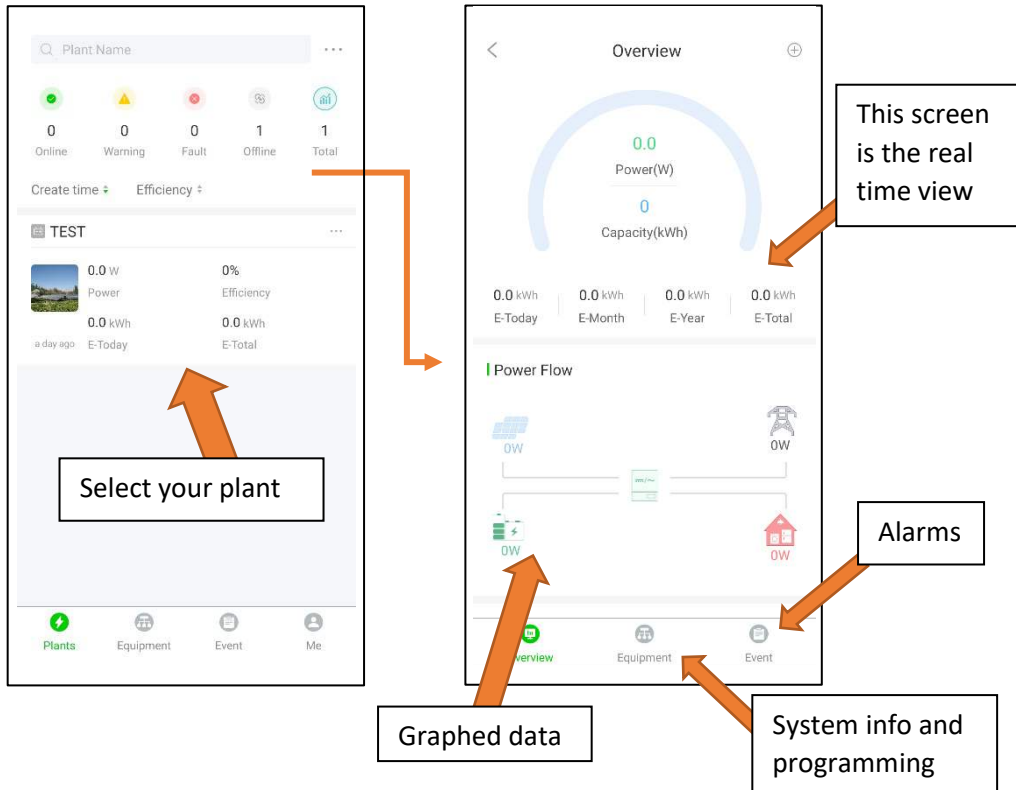 Plant Name
0
0
0
1
1
Online
Warning
Fault
Offline
Total
Create time
Efficiency
TEST
0.0 W
0%
Power
Efficiency
0.0 kWh
0.0 kWh
a day ago
E-Today
E-Total
Select your plant
Plants
Equipment
Event
Me
Overview
0.0
Power(W)
0
Capacity(kWh)
0.0 kWh
0.0 kWh
0.0 kWh
0.0 kWh
E-Today
E-Month
E-Year
E-Total
Power Flow
0W
0W
0W
0W
Overview
Equipment
Event
This screen
is the real
time view
Alarms
Graphed data
System info and
programming